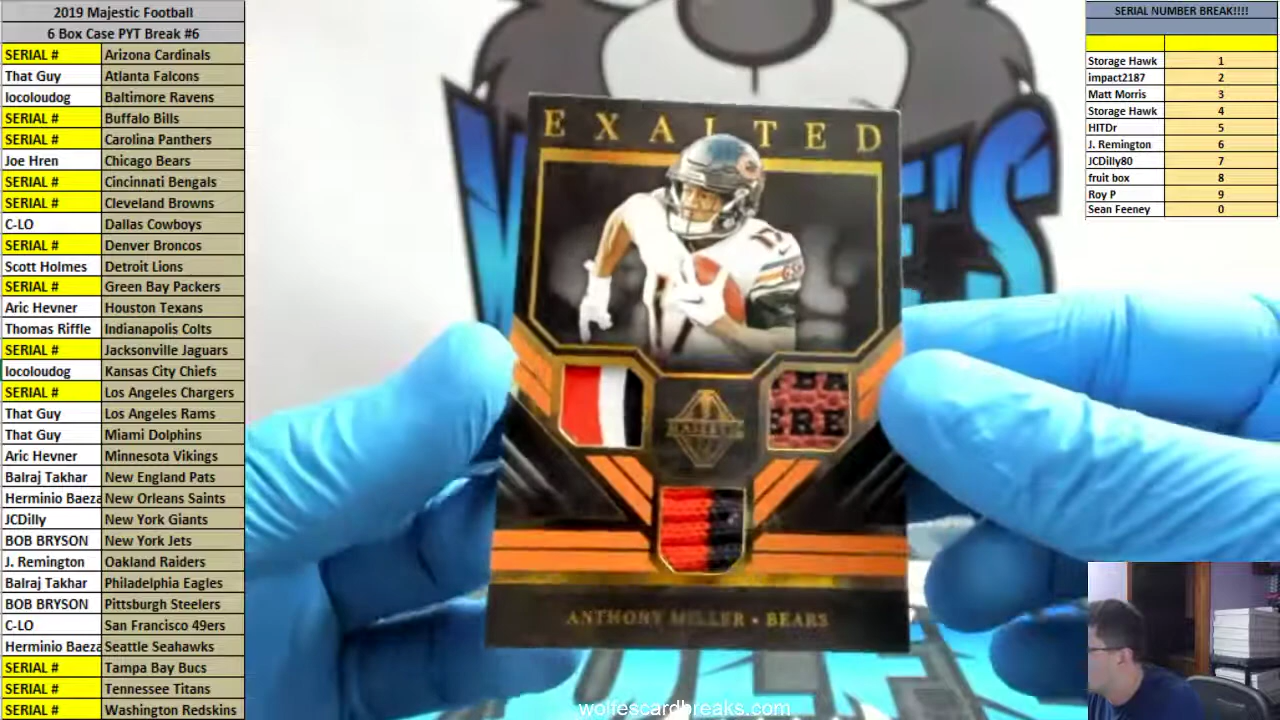 2019 Majestic Football
6 Box Case PYT Break #6
SERIAL # Arizona Cardinals
That Guy Atlanta Falcons
locoloudog Baltimore Ravens
SERIAL # Buffalo Bills
SERIAL # Carolina Panthers
Joe Hren Chicago Bears
SERIAL # Cincinnati Bengals
SERIAL # Cleveland Browns
C-LO Dallas Cowboys
SERIAL # Denver Broncos
Scott Holmes Detroit Lions
SERIAL # Green Bay Packers
Aric Hevner Houston Texans
Thomas Riffle Indianapolis Colts
SERIAL # Jacksonville Jaguars
locoloudog Kansas City Chiefs
SERIAL # Los Angeles Chargers
That Guy Los Angeles Rams
That Guy Miami Dolphins
Aric Hevner Minnesota Vikings
Balraj Takhar New England Pats
Herminio Baeza New Orleans Saints
JCDilly New York Giants
BOB BRYSON New York Jets
J. Remington Oakland Raiders
Balraj Takhar Philadelphia Eagles
BOB BRYSON Pittsburgh Steelers
C-LO San Francisco 49ers
Herminio Baeza Seattle Seahawks
SERIAL # Tampa Bay Bucs
SERIAL # Tennessee Titans
SERIAL # Washington Redskins
EXALTED
17
MAJESTIC
ERE
ANTHONY MILLER • BEARS
wolfescardbreaks.com
SERIAL NUMBER BREAK!!!!
Storage Hawk 1
impact2187 2
Matt Morris 3
Storage Hawk 4
HITDr 5
J. Remington 6
JCDilly80 7
fruit box 8
Roy P 9
Sean Feeney 0